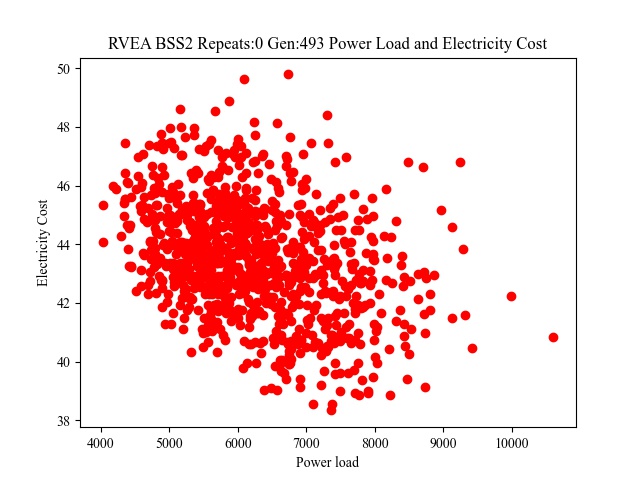 RVEA BSS2 Repeats:0 Gen:493 Power Load and Electricity Cost
50
48
46
44
42
40
38
Electricity Cost
4000 5000 6000 7000 8000 9000 10000
Power load